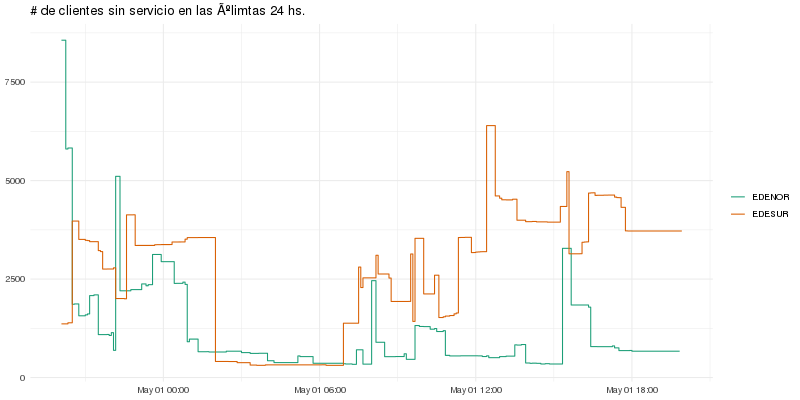 # de clientes sin servicio en las Ãºlimtas 24 hs.
7500
5000
2500
0
May 01 00:00
May 01 06:00
May 01 12:00
May 01 18:00
EDENOR
EDESUR